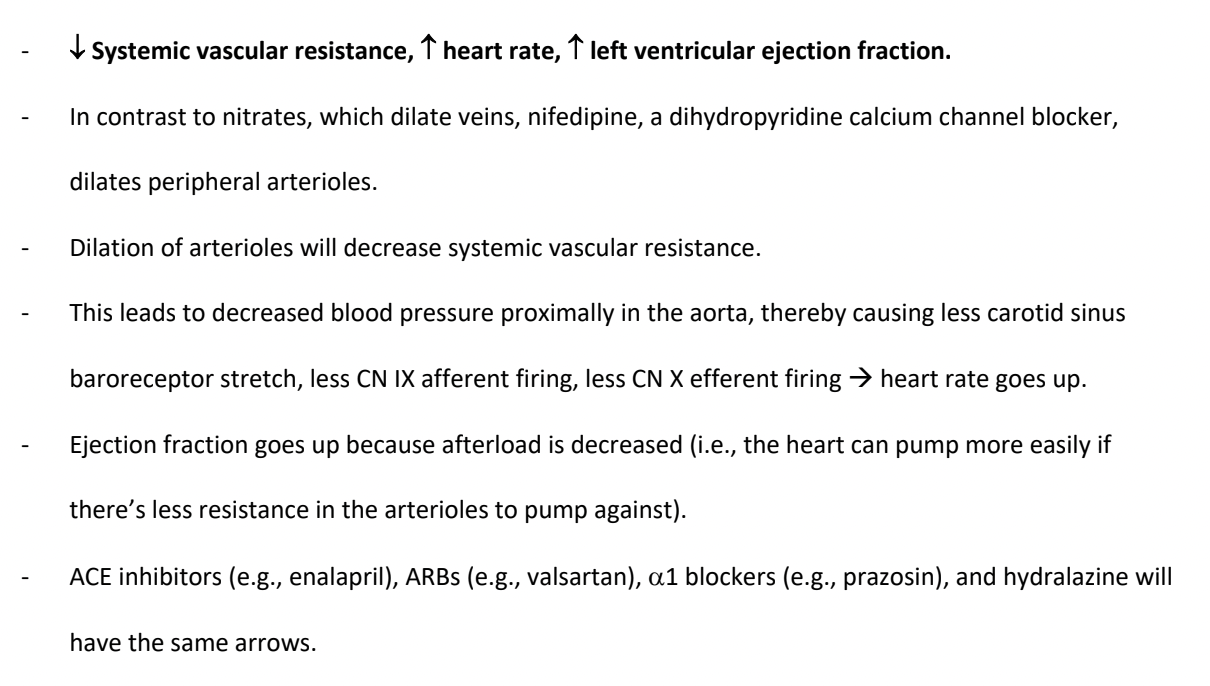 - ↓ Systemic vascular resistance, ↑ heart rate, ↑ left ventricular ejection fraction.
- In contrast to nitrates, which dilate veins, nifedipine, a dihydropyridine calcium channel blocker,
dilates peripheral arterioles.
- Dilation of arterioles will decrease systemic vascular resistance.
- This leads to decreased blood pressure proximally in the aorta, thereby causing less carotid sinus
baroreceptor stretch, less CN IX afferent firing, less CN X efferent firing → heart rate goes up.
- Ejection fraction goes up because afterload is decreased (i.e., the heart can pump more easily if
there’s less resistance in the arterioles to pump against).
- ACE inhibitors (e.g., enalapril), ARBs (e.g., valsartan), α1 blockers (e.g., prazosin), and hydralazine will
have the same arrows.